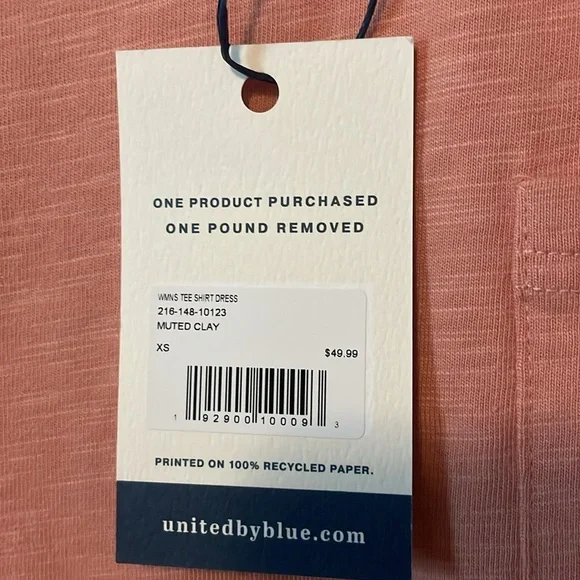 ONE PRODUCT PURCHASED
ONE POUND REMOVED
WMNS TEE SHIRT DRESS
216-148-10123
MUTED CLAY
XS $49.99
1 92900 10009 3
PRINTED ON 100% RECYCLED PAPER.
unitedbyblue.com